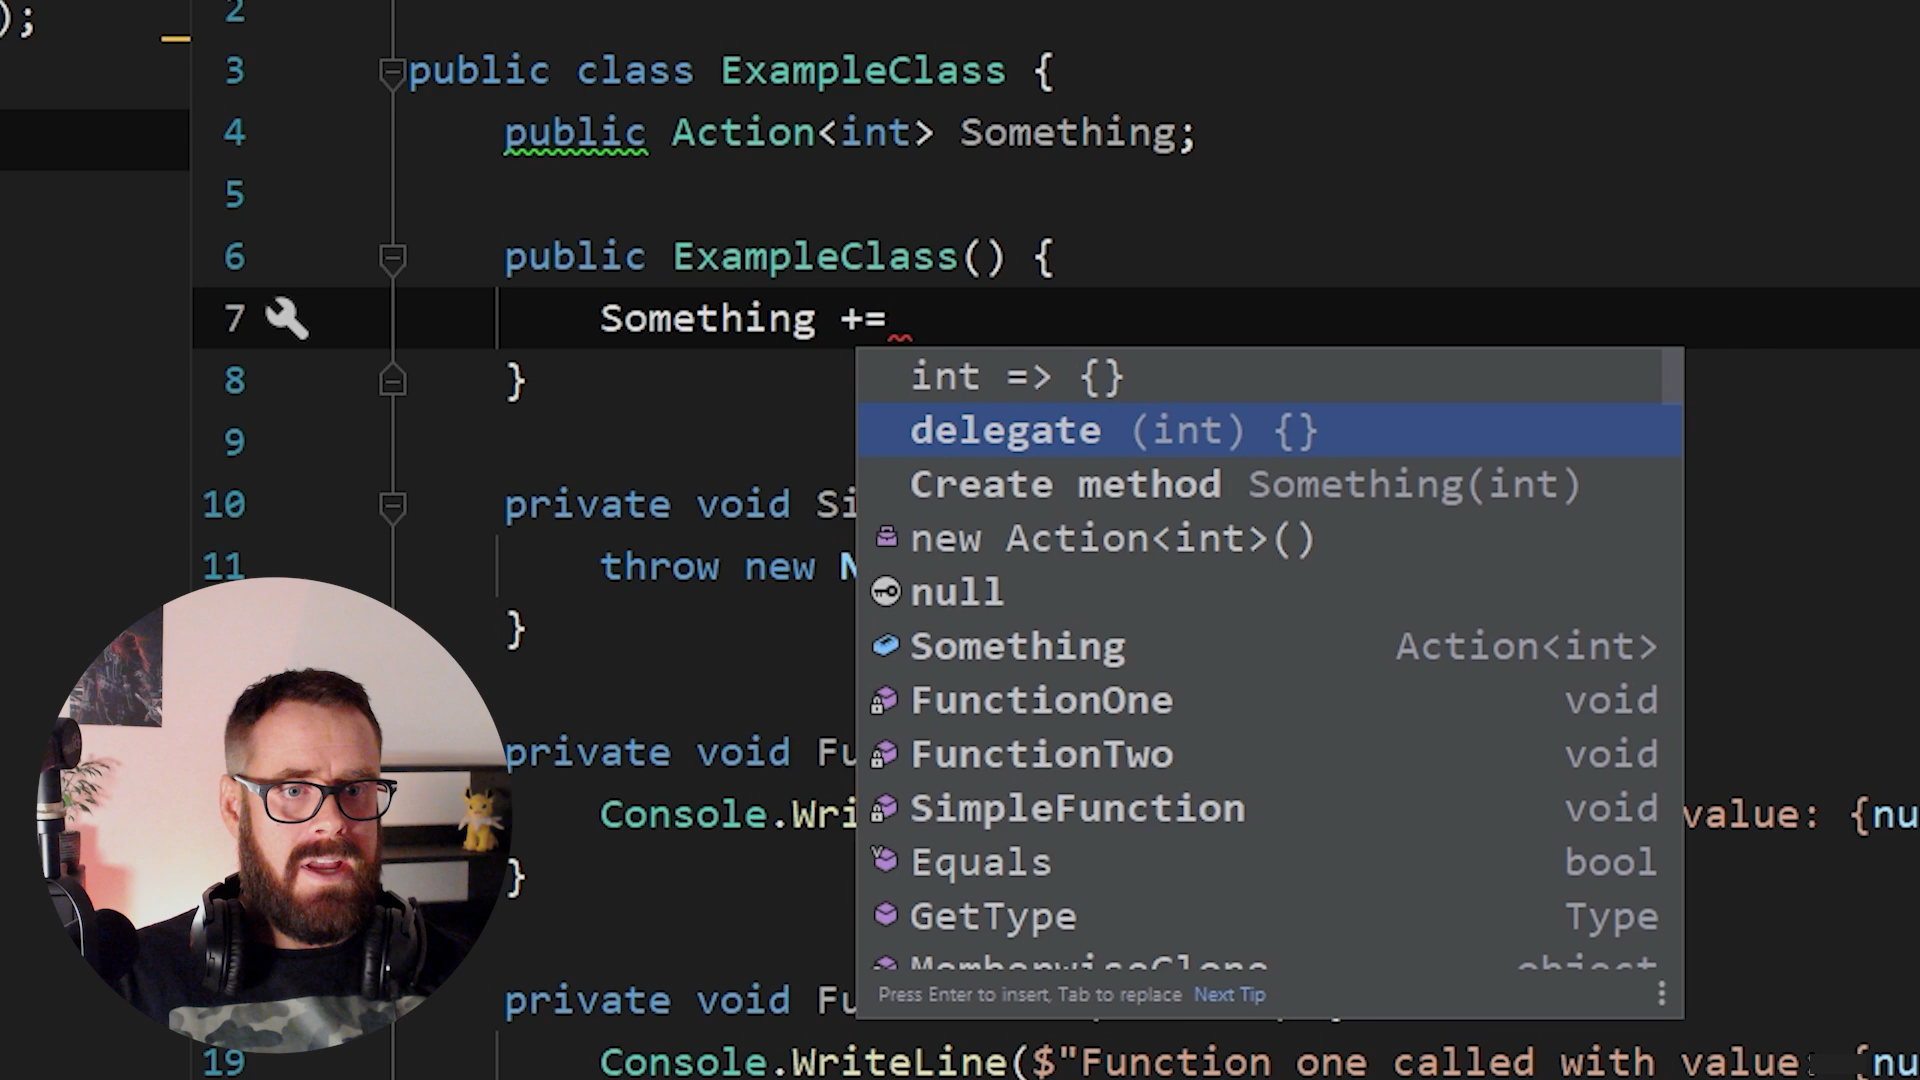 );
2
3 public class ExampleClass {
4 public Action<int> Something;
5
6 public ExampleClass() {
7 Something +=
8 }
9
10 private void Si
11 throw new N
}
private void Fu
Console.Wri
value: {nu
}
private void Fu
19 Console.WriteLine($"Function one called with value: {nu
int => {}
delegate (int) {}
Create method Something(int)
new Action<int>()
null
Something Action<int>
FunctionOne void
FunctionTwo void
SimpleFunction void
Equals bool
GetType Type
MemberwiseClone object
Press Enter to insert, Tab to replace Next Tip